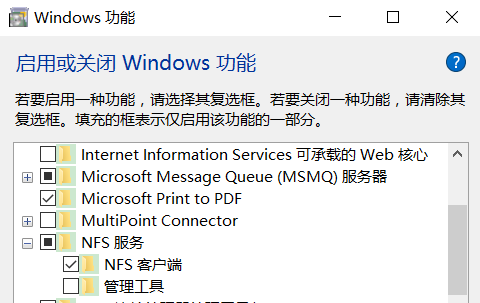 Windows 功能
启用或关闭 Windows 功能
若要启用一种功能，请选择其复选框。若要关闭一种功能，请清除其
复选框。填充的框表示仅启用该功能的一部分。
Internet Information Services 可承载的 Web 核心
Microsoft Message Queue (MSMQ) 服务器
Microsoft Print to PDF
MultiPoint Connector
NFS 服务
NFS 客户端
管理工具